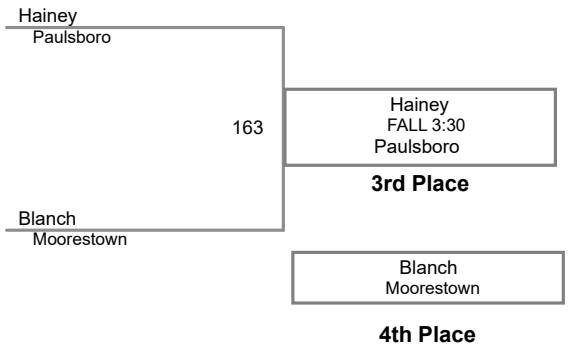 Hainey
Paulsboro
163
Hainey
FALL 3:30
Paulsboro
3rd Place
Blanch
Moorestown
Blanch
Moorestown
4th Place